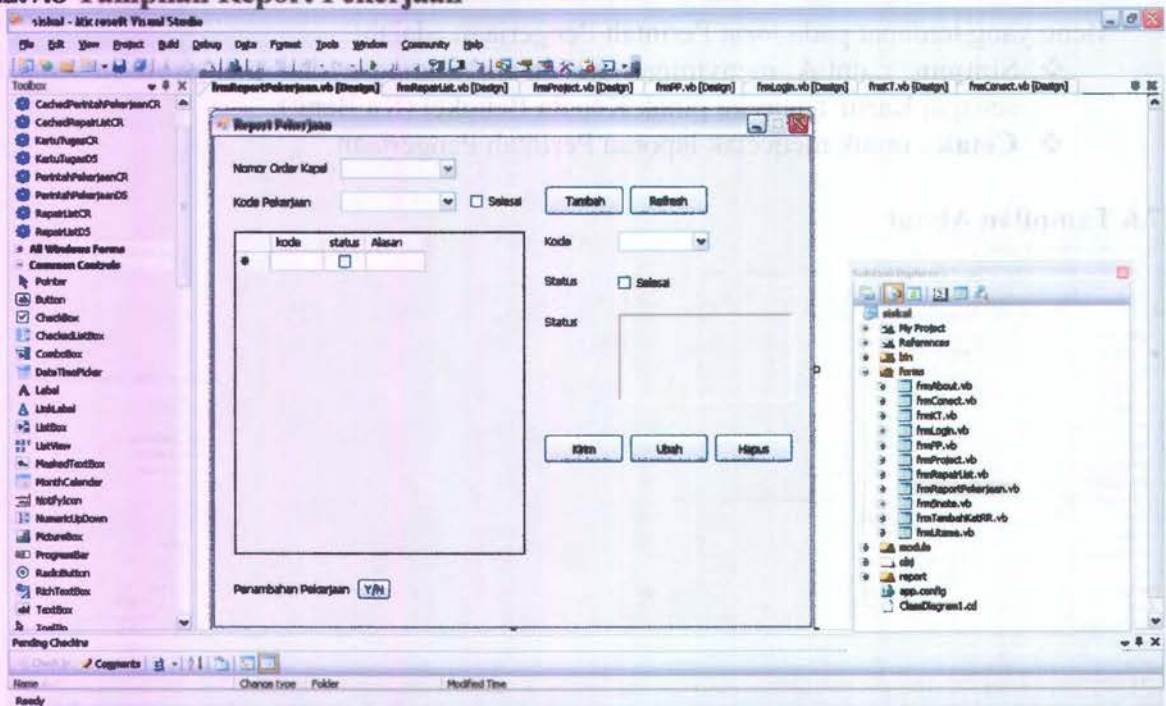 Tampilan Report Pekerjaan
siskal - Microsoft Visual Studio
File Edit View Project Build Debug Data Format Tools Window Community Help
Toolbox
frmReportPekerjaan.vb [Design] frmRepairList.vb [Design] frmProject.vb [Design] frmPP.vb [Design] frmLogin.vb [Design] frmKT.vb [Design] frmConect.vb [Design]
CachedPerintahPekerjaanCR
CachedRepairListCR
KartuTugasCR
KartuTugasDS
PerintahPekerjaanCR
PerintahPekerjaanDS
RepairListCR
RepairListDS
All Windows Forms
Common Controls
Pointer
Button
CheckBox
CheckedListBox
ComboBox
DateTimePicker
Label
LinkLabel
ListBox
ListView
MaskedTextBox
MonthCalendar
NotifyIcon
NumericUpDown
PictureBox
ProgressBar
RadioButton
RichTextBox
TextBox
ToolTip
Report Pekerjaan
Nomor Order Kapal
Kode Pekerjaan
Selesai
Tambah
Refresh
kode status Alasan
Kode
Status
Selesai
Status
Kirim
Ubah
Hapus
Penambahan Pekerjaan
Y/N
Solution Explorer
siskal
My Project
References
bin
forms
frmAbout.vb
frmConect.vb
frmKT.vb
frmLogin.vb
frmPP.vb
frmProject.vb
frmRepairList.vb
frmReportPekerjaan.vb
frmTambahKatRR.vb
frmUtama.vb
module
obj
report
app.config
ClassDiagram1.cd
Pending Checkins
Check In Comments
Name Change type Folder Modified Time
Ready